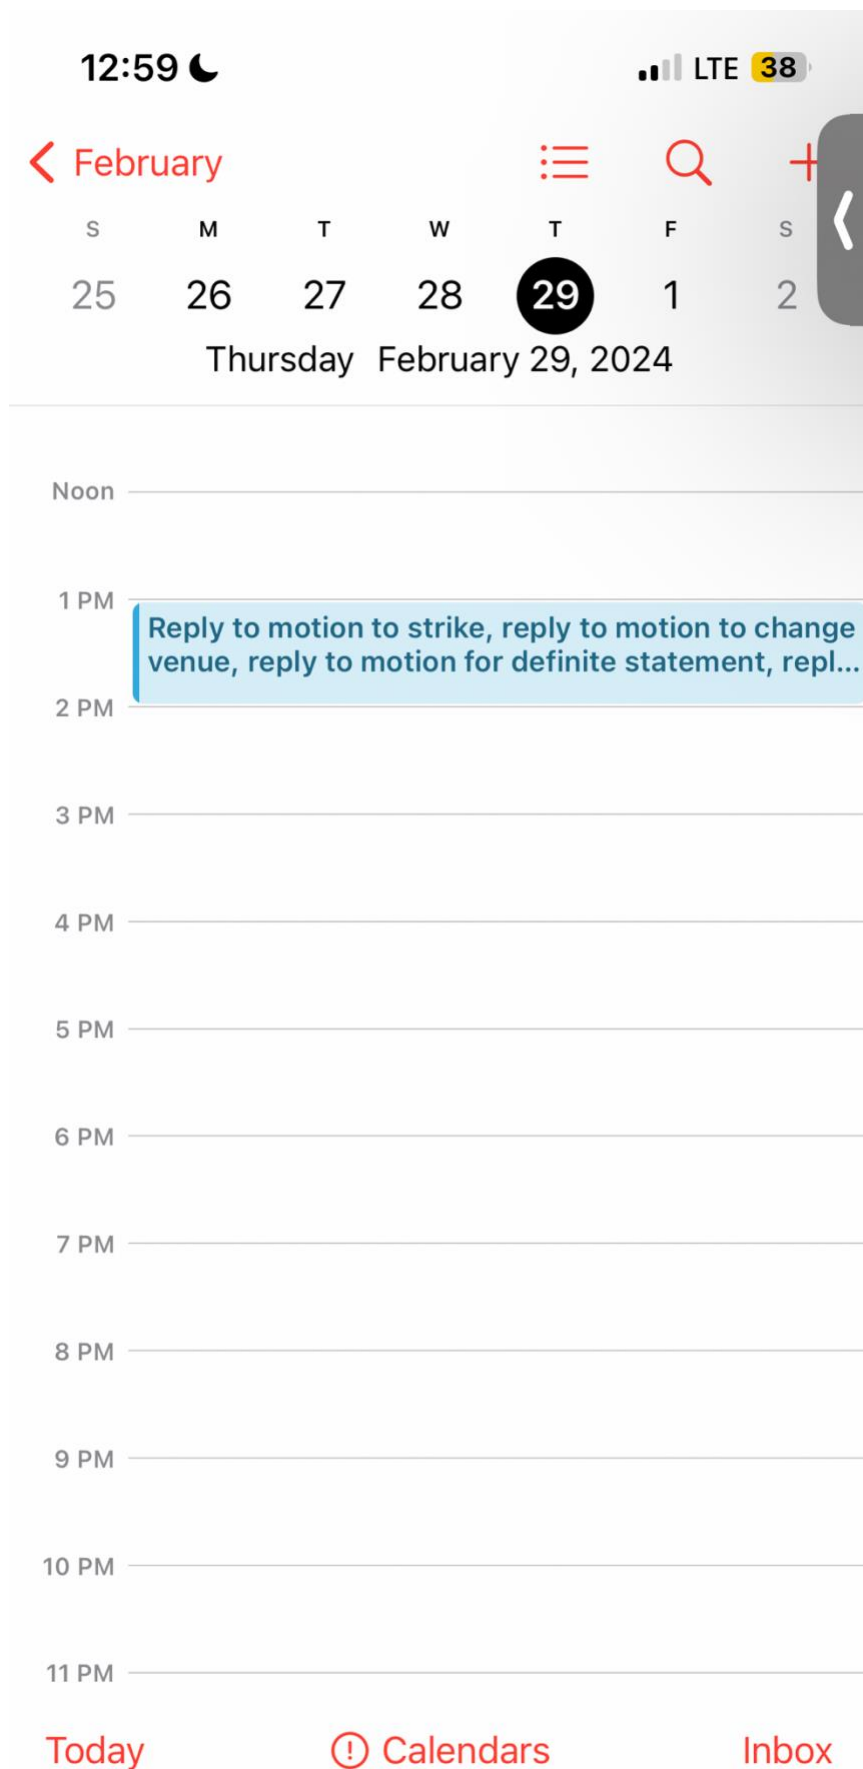 12:59 LTE 38
February
S M T W T F S
25 26 27 28 29 1 2
Thursday February 29, 2024
Noon
1 PM
Reply to motion to strike, reply to motion to change
venue, reply to motion for definite statement, repl...
2 PM
3 PM
4 PM
5 PM
6 PM
7 PM
8 PM
9 PM
10 PM
11 PM
Today Calendars Inbox